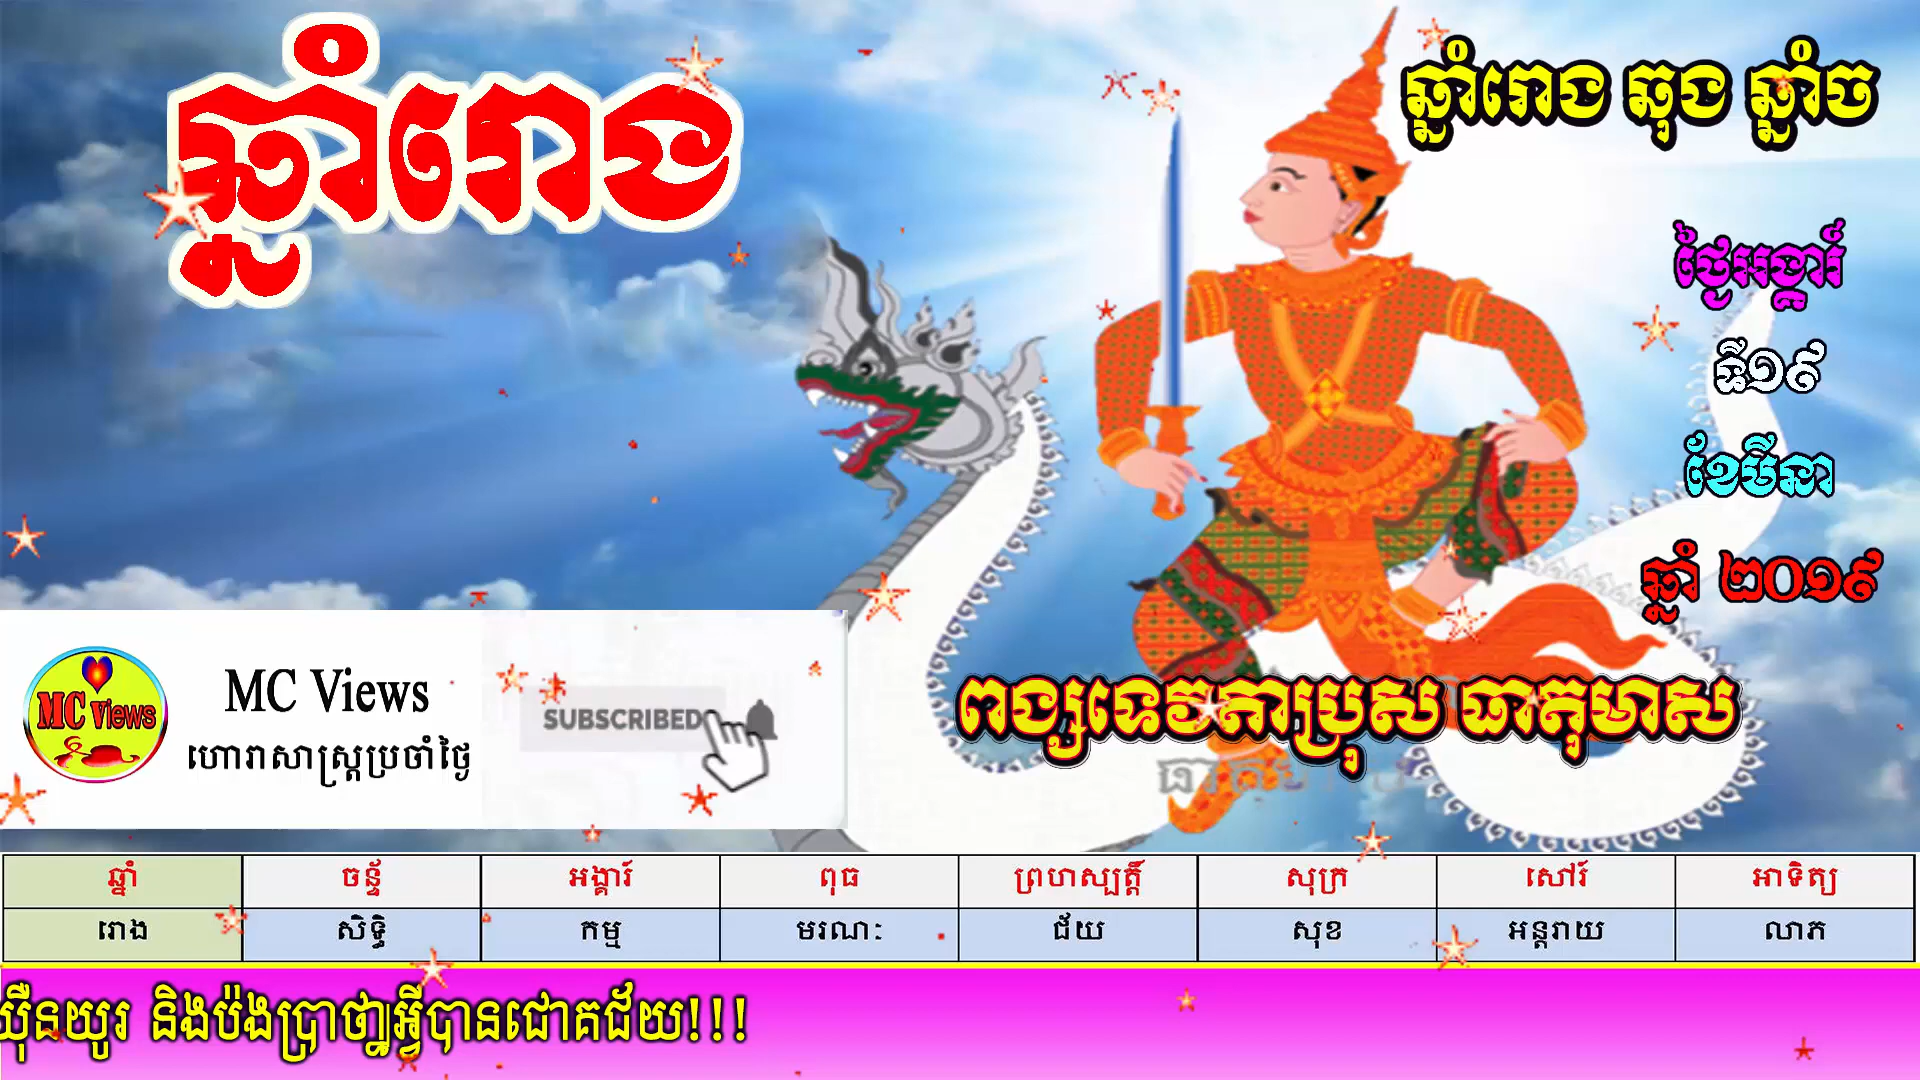 ឆ្នាំរោង
ឆ្នាំរោង ឆុង ឆ្នាំច
ថ្ងៃអង្គារ៍
ទី១៩
ខែមីនា
ឆ្នាំ ២០១៩
MC Views
MC Views
ហោរាសាស្ត្រប្រចាំថ្ងៃ
SUBSCRIBED
ពង្សទេវតាប្រុស ធាតុមាស
ឆ្នាំ ចន្ទ័ អង្គារ៍ ពុធ ព្រហស្បត្តិ៍ សុក្រ សៅរ៍ អាទិត្យ
រោង សិទ្ធិ កម្ម មរណៈ ជ័យ សុខ អន្តរាយ លាភ
ឃុឺនយូរ និងប៉ងប្រាថា្នអ្វីបានជោគជ័យ!!!